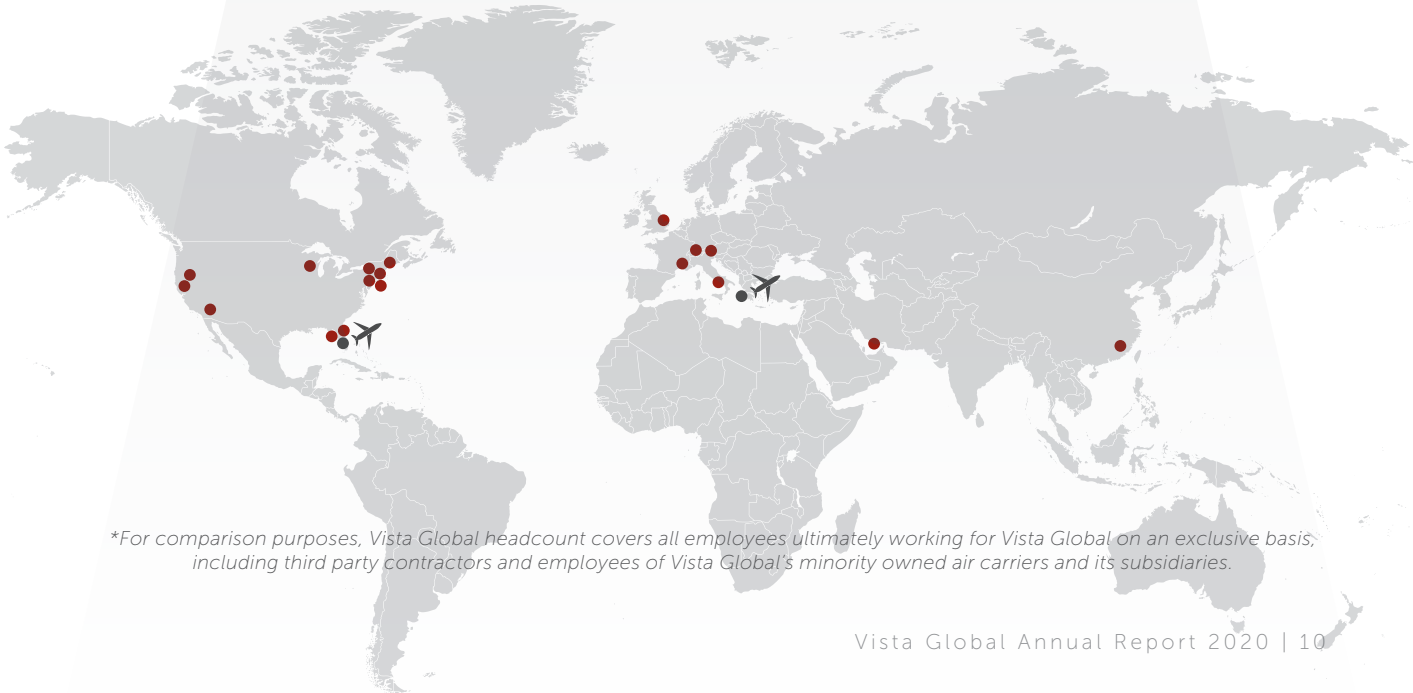 *For comparison purposes, Vista Global headcount covers all employees ultimately working for Vista Global on an exclusive basis,
including third party contractors and employees of Vista Global's minority owned air carriers and its subsidiaries.
Vista Global Annual Report 2020 | 10